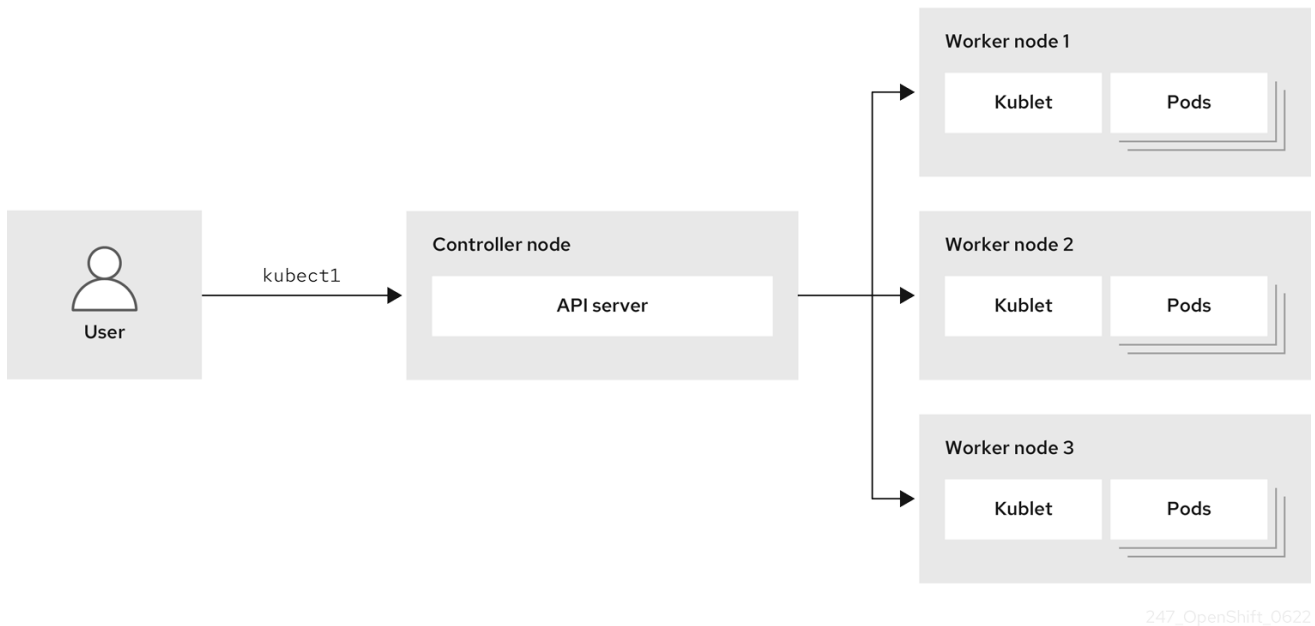 Worker node 1
Kublet
Pods
User
kubect1
Controller node
API server
Worker node 2
Kublet
Pods
Worker node 3
Kublet
Pods
247_OpenShift_0622